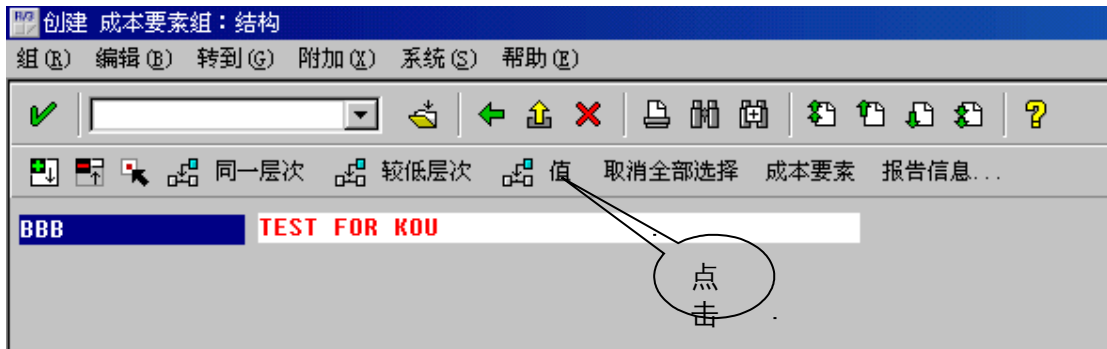 创建 成本要素组：结构
组(R) 编辑(E) 转到(G) 附加(X) 系统(S) 帮助(E)
同一层次 较低层次 值 取消全部选择 成本要素 报告信息...
BBB TEST FOR KOU
点
击